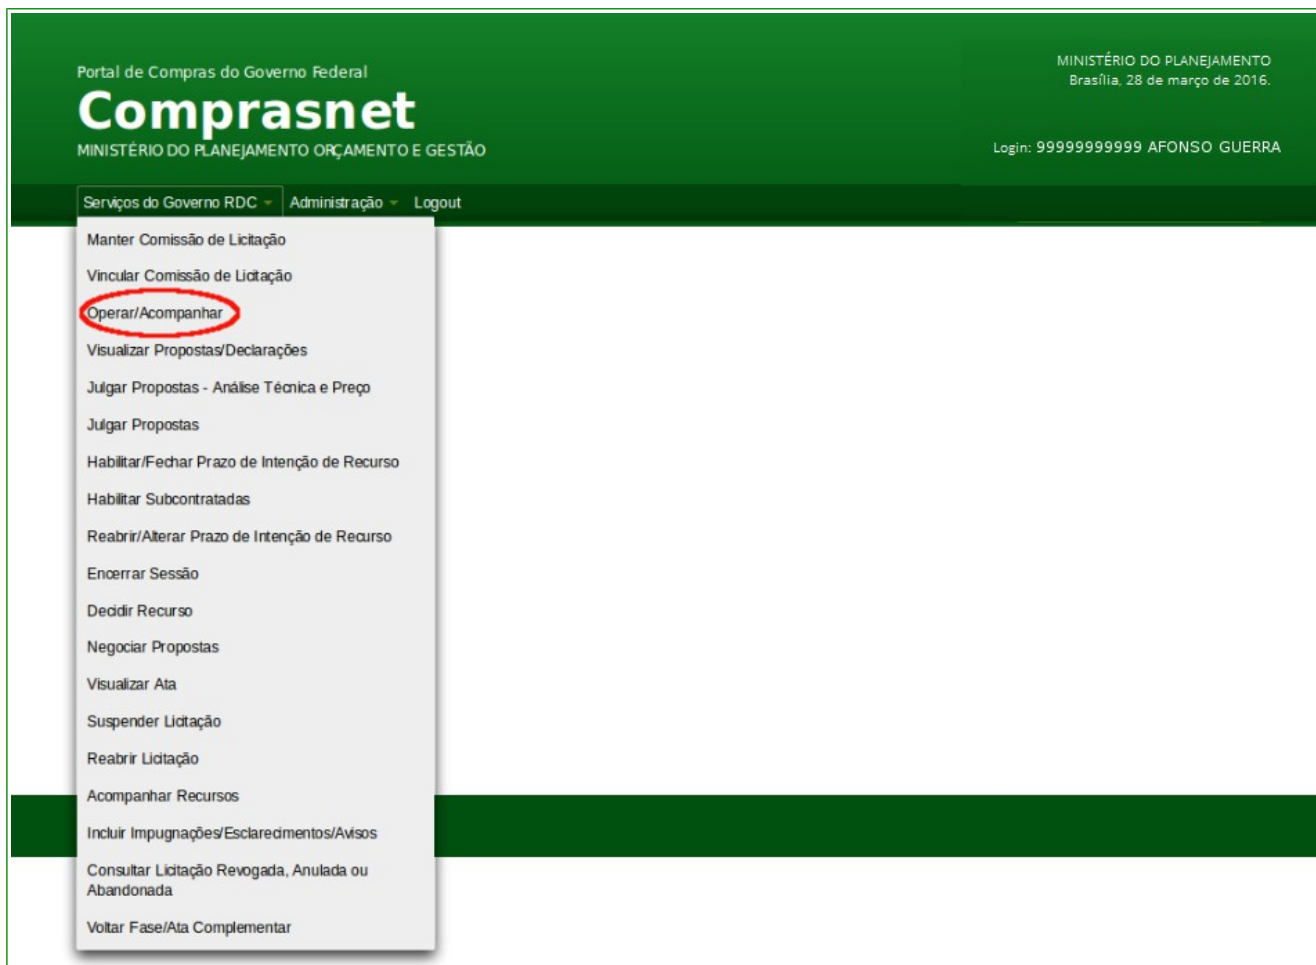 Portal de Compras do Governo Federal
Comprasnet
MINISTÉRIO DO PLANEJAMENTO ORÇAMENTO E GESTÃO
MINISTÉRIO DO PLANEJAMENTO
Brasília, 28 de março de 2016.
Login: 99999999999 AFONSO GUERRA
Serviços do Governo RDC Administração Logout
Manter Comissão de Licitação
Vincular Comissão de Licitação
Operar/Acompanhar
Visualizar Propostas/Declarações
Julgar Propostas - Análise Técnica e Preço
Julgar Propostas
Habilitar/Fechar Prazo de Intenção de Recurso
Habilitar Subcontratadas
Reabrir/Alterar Prazo de Intenção de Recurso
Encerrar Sessão
Decidir Recurso
Negociar Propostas
Visualizar Ata
Suspender Licitação
Reabrir Licitação
Acompanhar Recursos
Incluir Impugnações/Esclarecimentos/Avisos
Consultar Licitação Revogada, Anulada ou
Abandonada
Voltar Fase/Ata Complementar